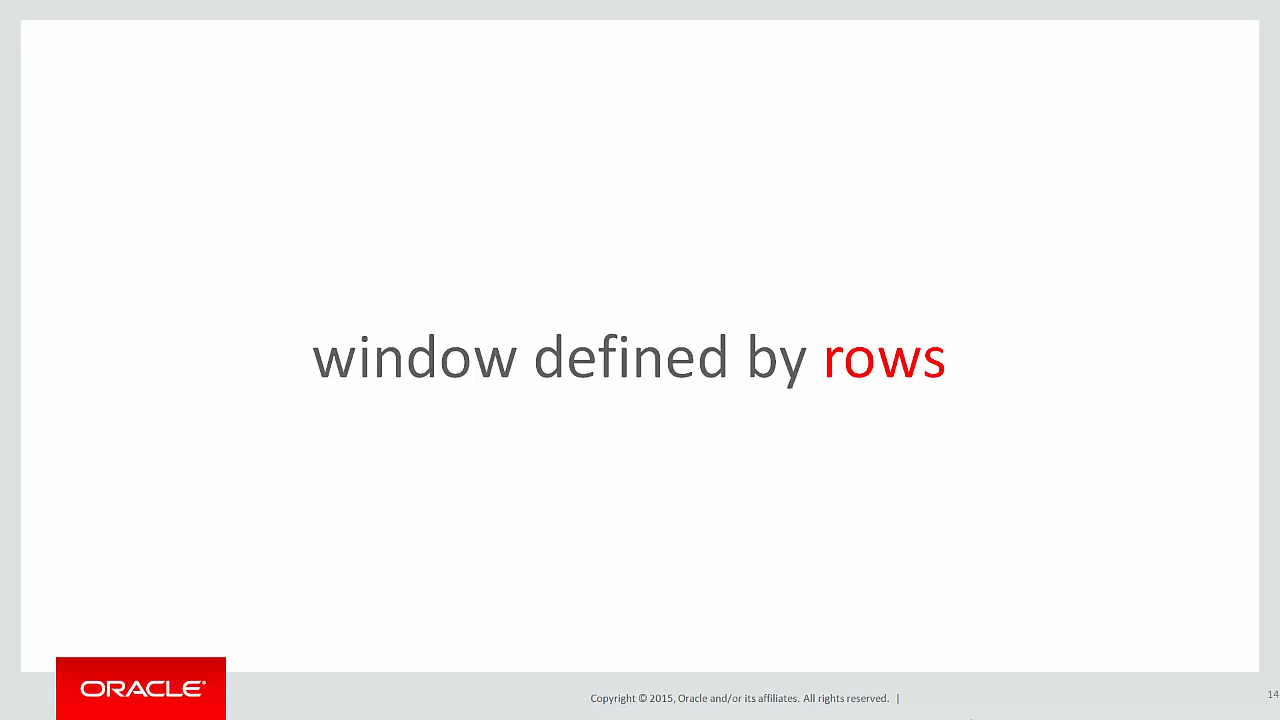 window defined by rows
ORACLE®
Copyright © 2015, Oracle and/or its affiliates. All rights reserved. |
14